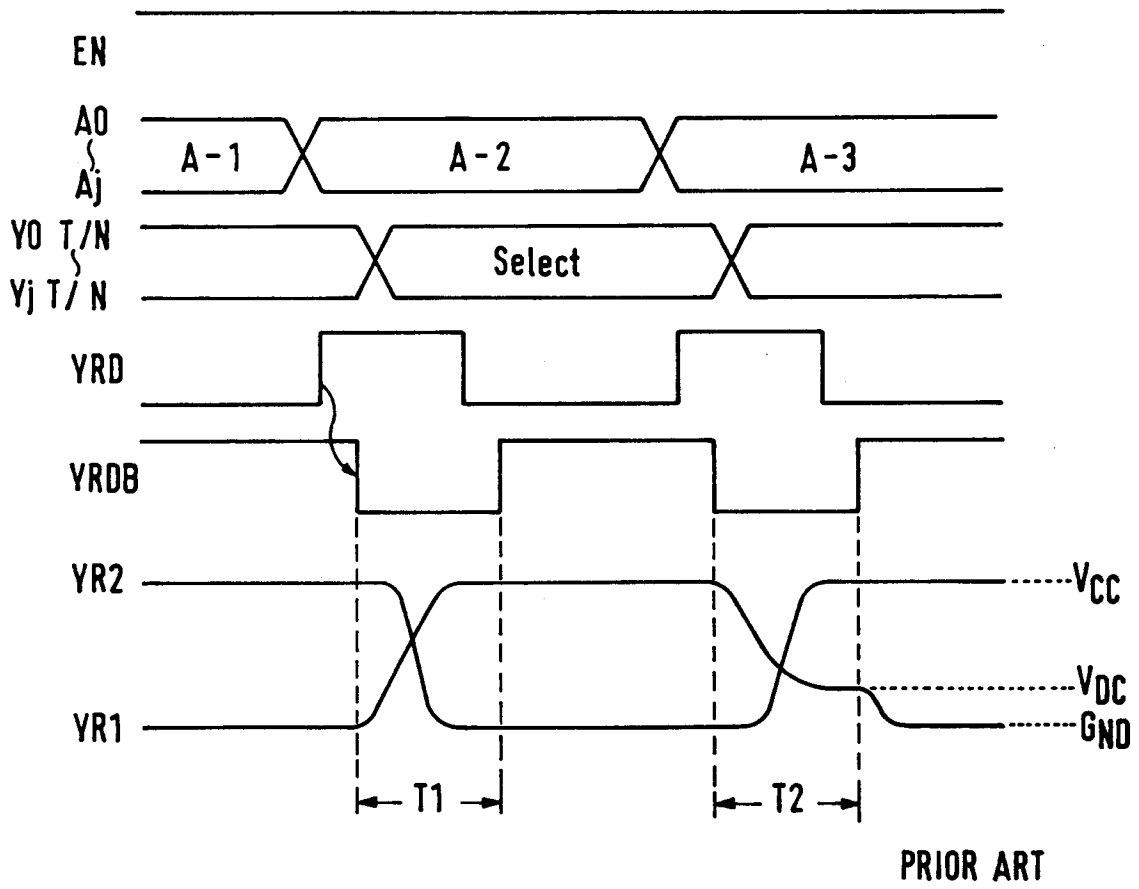 EN
A0
Aj
A-1 A-2 A-3
Y0 T/N
Yj T/N
Select
YRD
YRDB
YR2
VCC
VDC
YR1
GND
T1 T2
PRIOR ART